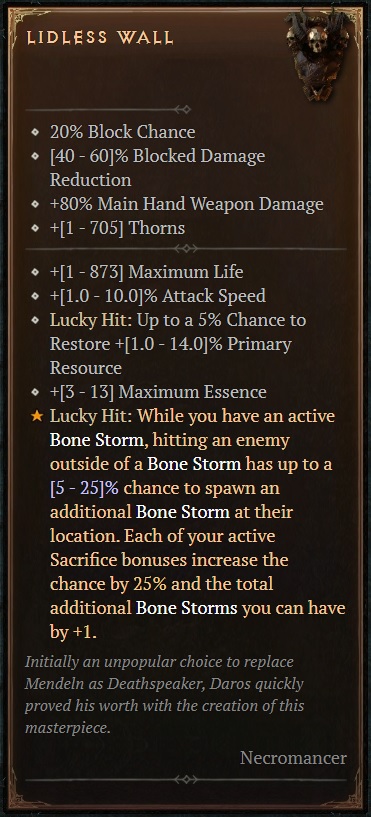 LIDLESS WALL
20% Block Chance
[40 - 60]% Blocked Damage
Reduction
+80% Main Hand Weapon Damage
+[1 - 705] Thorns
+[1 - 873] Maximum Life
+[1.0 - 10.0]% Attack Speed
Lucky Hit: Up to a 5% Chance to
Restore +[1.0 - 14.0]% Primary
Resource
+[3 - 13] Maximum Essence
Lucky Hit: While you have an active
Bone Storm, hitting an enemy
outside of a Bone Storm has up to a
[5 - 25]% chance to spawn an
additional Bone Storm at their
location. Each of your active
Sacrifice bonuses increase the
chance by 25% and the total
additional Bone Storms you can have
by +1.
Initially an unpopular choice to replace
Mendeln as Deathspeaker, Daros quickly
proved his worth with the creation of this
masterpiece.
Necromancer